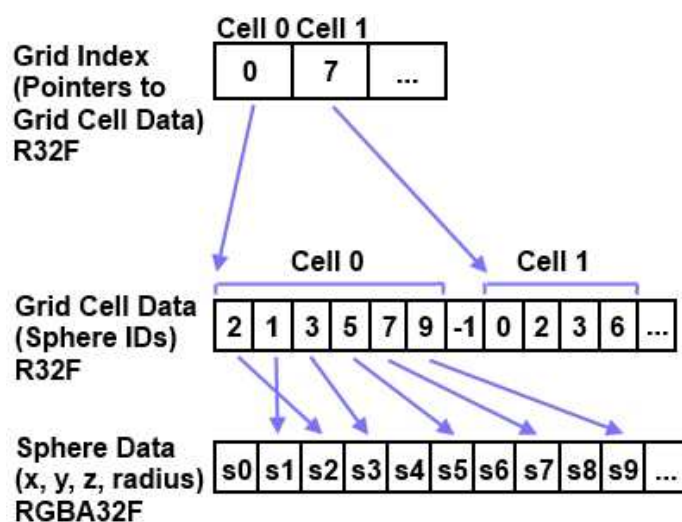 Cell 0 Cell 1
Grid Index
(Pointers to
Grid Cell Data)
R32F
0 7 ...
Cell 0 Cell 1
Grid Cell Data
(Sphere IDs)
R32F
2 1 3 5 7 9 -1 0 2 3 6 ...
Sphere Data
(x, y, z, radius)
RGBA32F
s0 s1 s2 s3 s4 s5 s6 s7 s8 s9 ...